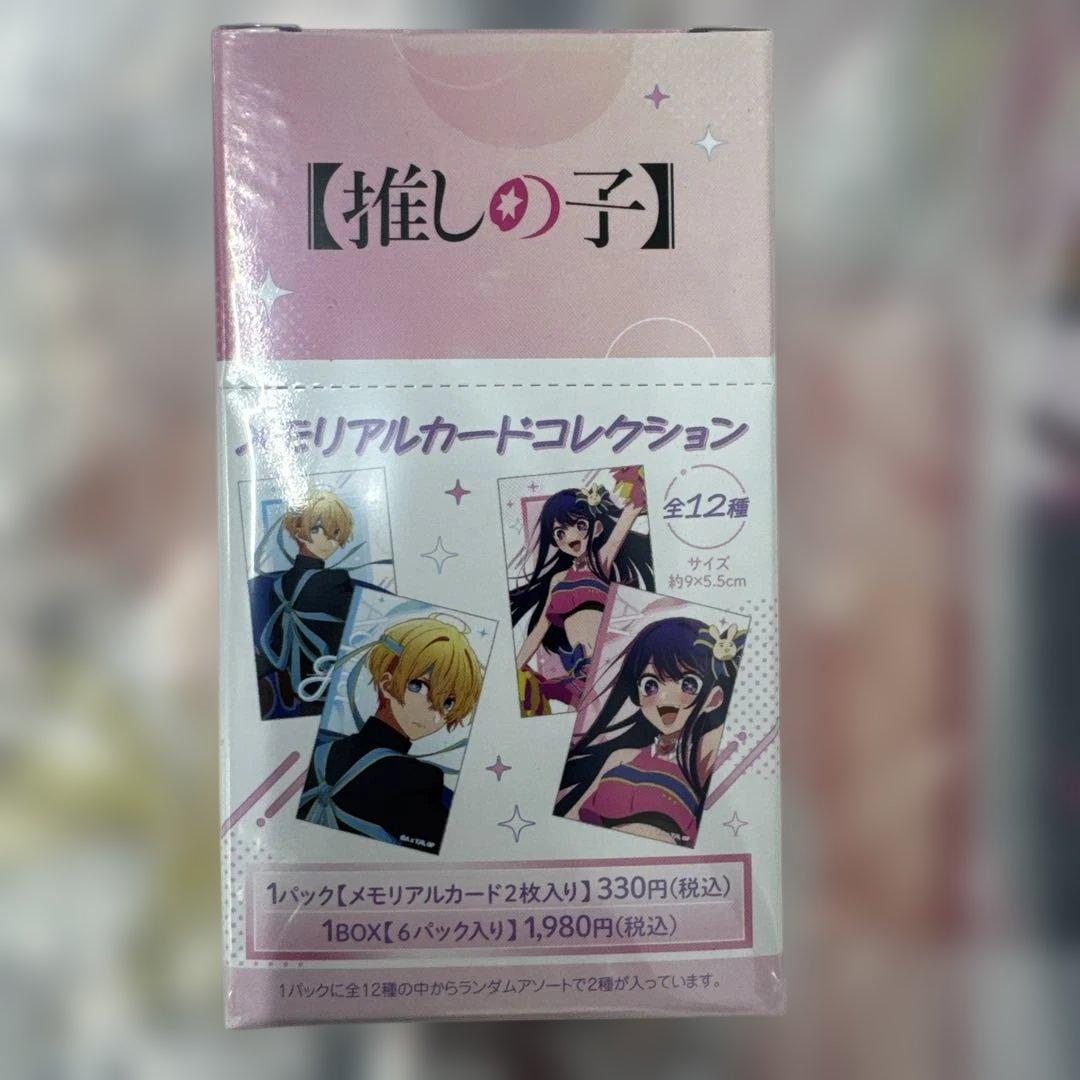 【推しの子】
メモリアルカードコレクション
全12種
サイズ
約9×5.5cm
1パック【メモリアルカード2枚入り】330円(税込)
1BOX【6パック入り】1,980円(税込)
1パックに全12種の中からランダムアソートで2種が入っています。